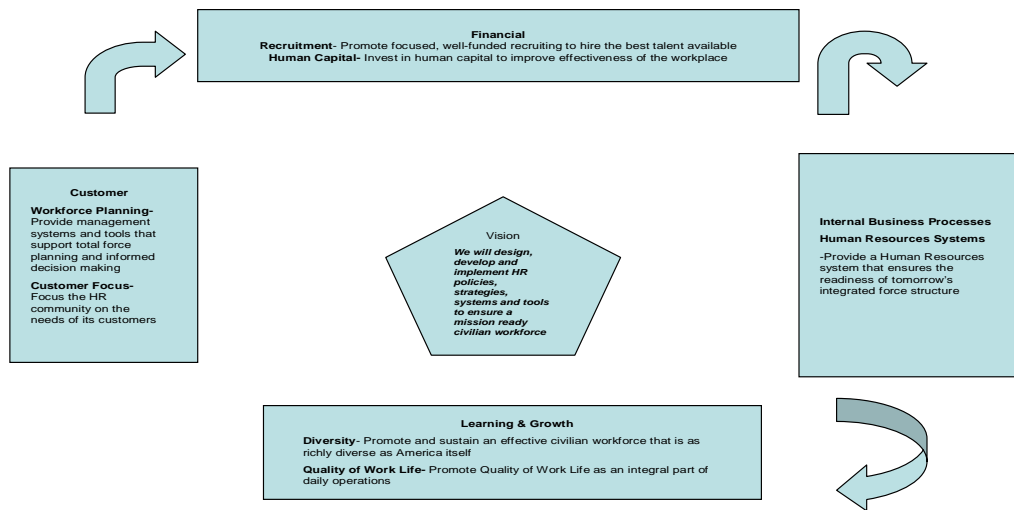 Financial
Recruitment- Promote focused, well-funded recruiting to hire the best talent available
Human Capital- Invest in human capital to improve effectiveness of the workplace
Customer
Workforce Planning-
Provide management
systems and tools that
support total force
planning and informed
decision making
Customer Focus-
Focus the HR
community on the
needs of its customers
Vision
We will design,
develop and
implement HR
policies,
strategies,
systems and tools
to ensure a
mission ready
civilian workforce
Internal Business Processes
Human Resources Systems
-Provide a Human Resources
system that ensures the
readiness of tomorrow's
integrated force structure
Learning & Growth
Diversity- Promote and sustain an effective civilian workforce that is as
richly diverse as America itself
Quality of Work Life- Promote Quality of Work Life as an integral part of
daily operations